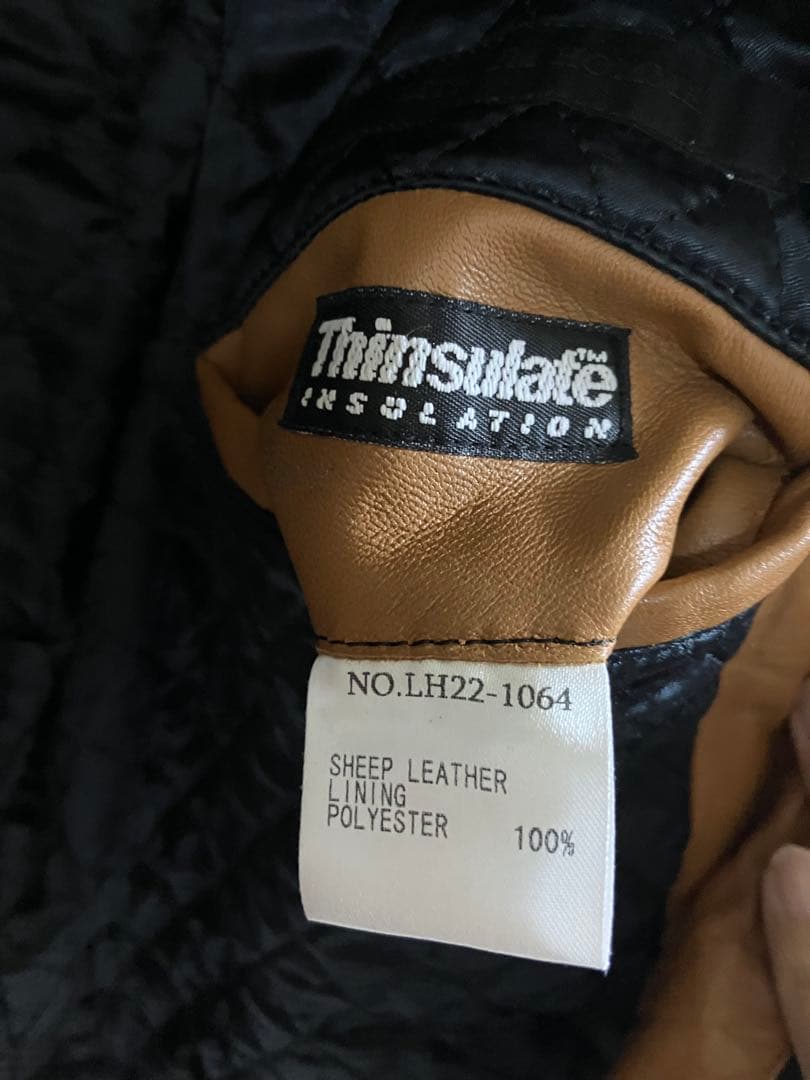 Thinsulate™
INSULATION
NO.LH22-1064
SHEEP LEATHER
LINING
POLYESTER 100%